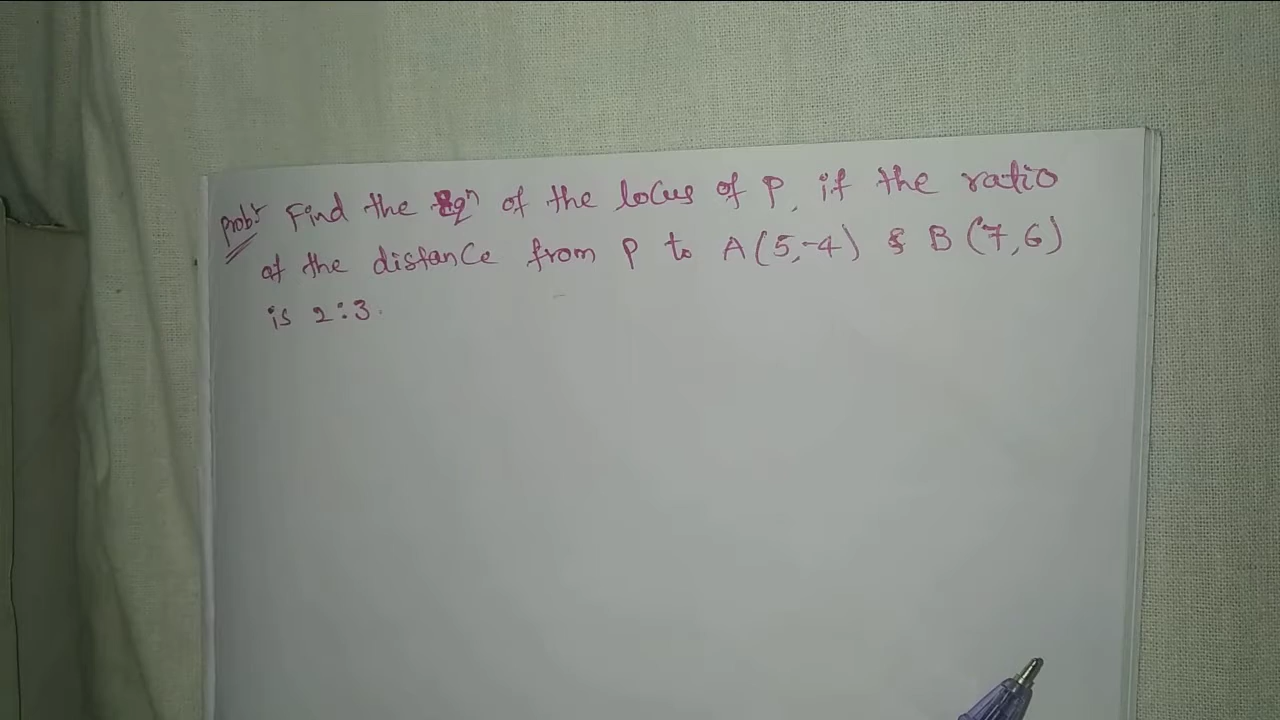 Prob:- Find the Eqn of the locus of P, if the ratio
of the distance from P to A(5,-4) & B(7,6)
is 2:3.